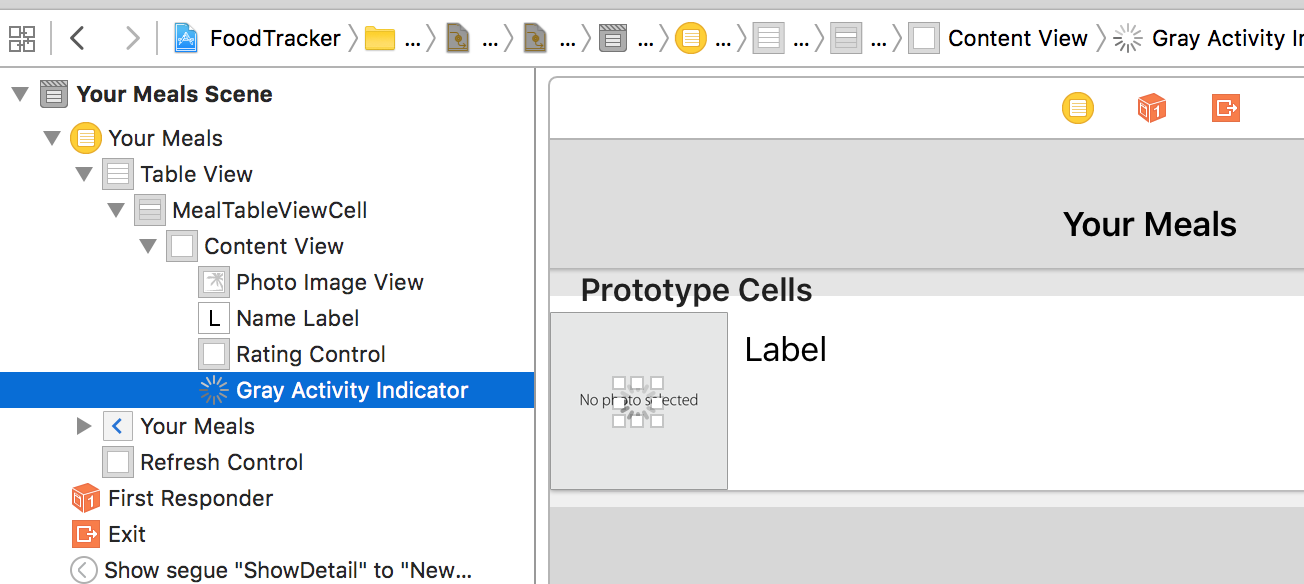 FoodTracker ... ... ... ... ... ... ... Content View Gray Activity
Your Meals Scene
Your Meals
Table View
MealTableViewCell
Content View
Photo Image View
L Name Label
Rating Control
Gray Activity Indicator
Your Meals
Refresh Control
1 First Responder
Exit
Show segue "ShowDetail" to "New...
1
Your Meals
Prototype Cells
Label
No photo selected